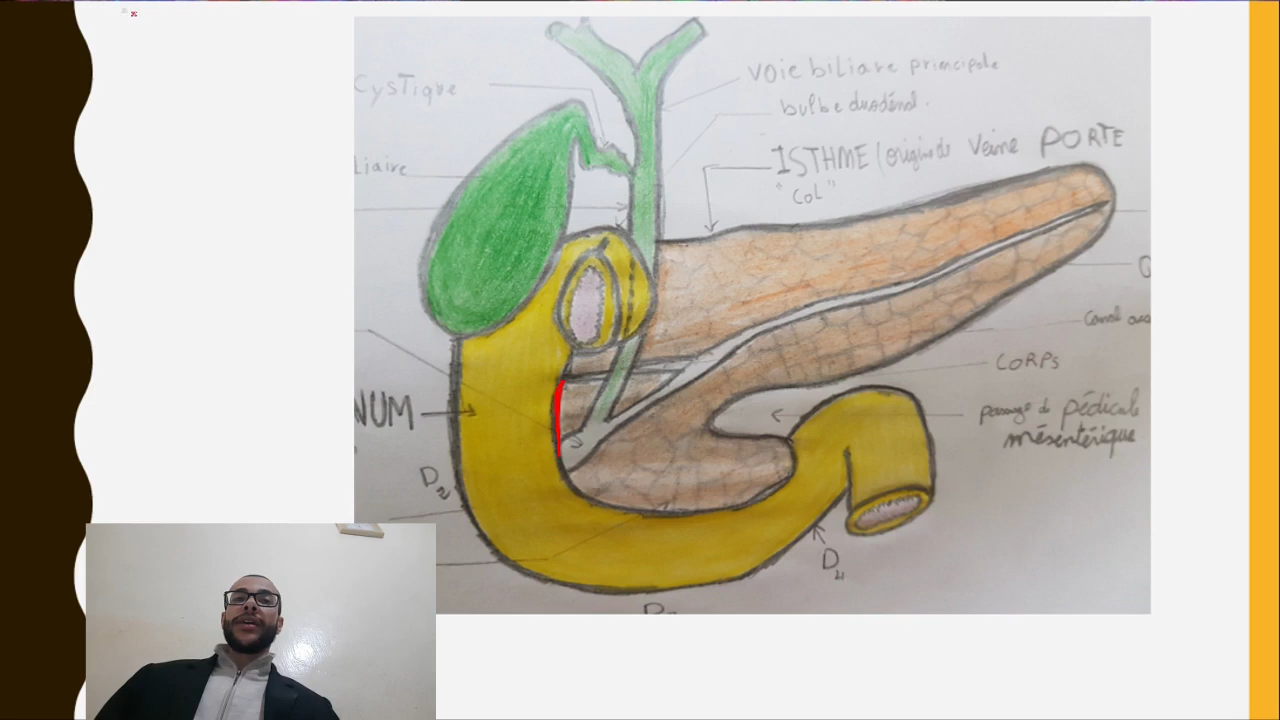 CysTique
voie biliaire principale
bulbe duodénal.
ISTHME (origine de Veine PORTE
"COL"
liaire
Canal
CORPS
NUM
passage de pédicule
mésentérique
D2
D4